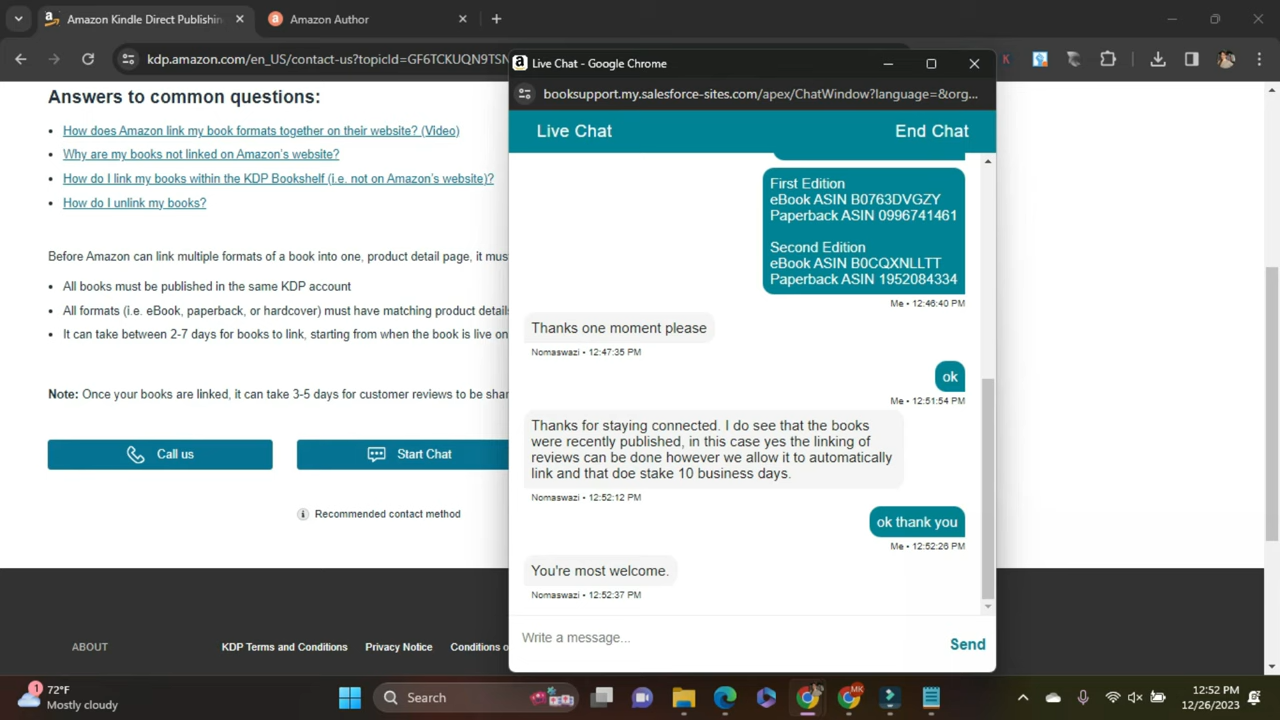 Amazon Kindle Direct Publishin
Amazon Author
kdp.amazon.com/en_US/contact-us?topicId=GF6TCKUQN9TSN
Answers to common questions:
How does Amazon link my book formats together on their website? (Video)
Why are my books not linked on Amazon's website?
How do I link my books within the KDP Bookshelf (i.e. not on Amazon's website)?
How do I unlink my books?
Before Amazon can link multiple formats of a book into one, product detail page, it mus
All books must be published in the same KDP account
All formats (i.e. eBook, paperback, or hardcover) must have matching product details
It can take between 2-7 days for books to link, starting from when the book is live on
Note: Once your books are linked, it can take 3-5 days for customer reviews to be shar
Call us
Start Chat
Recommended contact method
ABOUT
KDP Terms and Conditions
Privacy Notice
Conditions o
Live Chat - Google Chrome
booksupport.my.salesforce-sites.com/apex/ChatWindow?language=&org...
Live Chat
End Chat
First Edition
eBook ASIN B0763DVGZY
Paperback ASIN 0996741461
Second Edition
eBook ASIN B0CQXNLLTT
Paperback ASIN 1952084334
Me • 12:46:40 PM
Thanks one moment please
Nomaswazi • 12:47:35 PM
ok
Me • 12:51:54 PM
Thanks for staying connected. I do see that the books
were recently published, in this case yes the linking of
reviews can be done however we allow it to automatically
link and that doe stake 10 business days.
Nomaswazi • 12:52:12 PM
ok thank you
Me • 12:52:26 PM
You're most welcome.
Nomaswazi • 12:52:37 PM
Write a message...
Send
1
72°F
Mostly cloudy
Search
MK
12:52 PM
12/26/2023